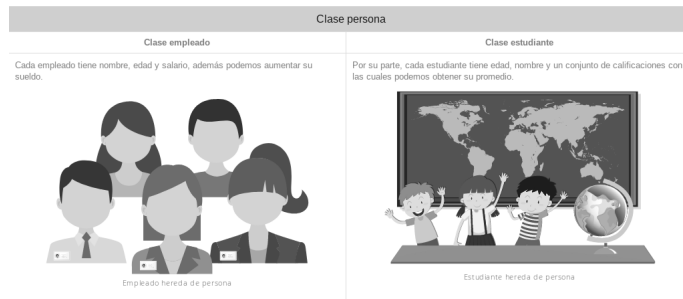 Clase persona
Clase empleado
Clase estudiante
Cada empleado tiene nombre, edad y salario, además podemos aumentar su
sueldo.
Por su parte, cada estudiante tiene edad, nombre y un conjunto de calificaciones con
las cuales podemos obtener su promedio.
Empleado hereda de persona
Estudiante hereda de persona